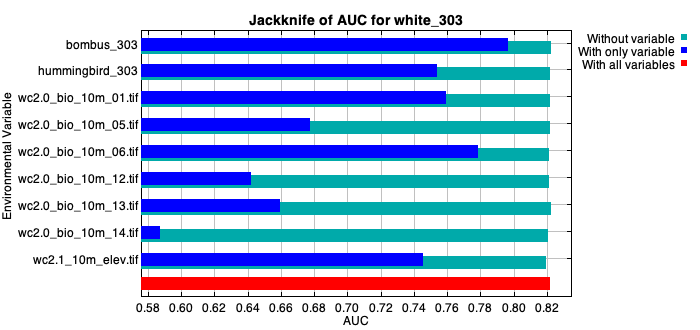 Jackknife of AUC for white_303
Without variable
With only variable
With all variables
Environmental Variable
bombus_303
hummingbird_303
wc2.0_bio_10m_01.tif
wc2.0_bio_10m_05.tif
wc2.0_bio_10m_06.tif
wc2.0_bio_10m_12.tif
wc2.0_bio_10m_13.tif
wc2.0_bio_10m_14.tif
wc2.1_10m_elev.tif
0.58 0.60 0.62 0.64 0.66 0.68 0.70 0.72 0.74 0.76 0.78 0.80 0.82
AUC